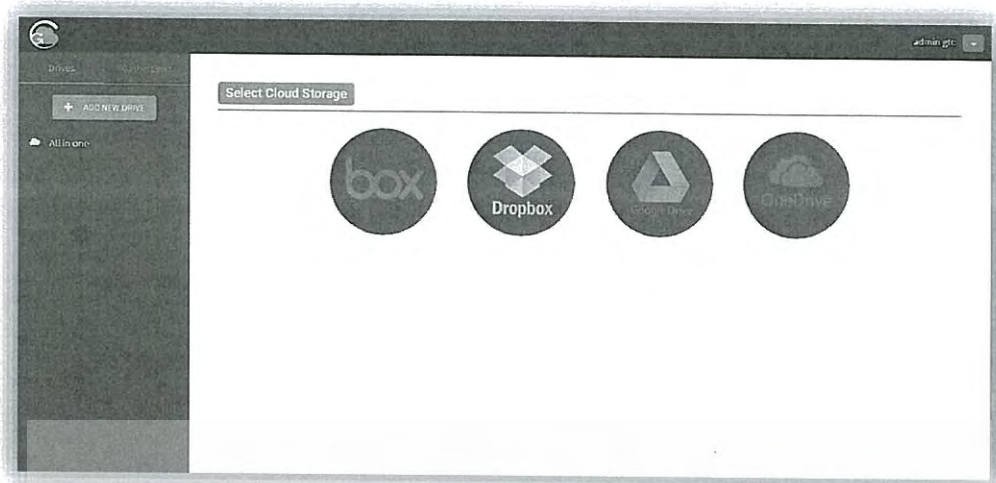 admin gtc
Drives
+ ADD NEW DRIVE
All in one
Select Cloud Storage
box
Dropbox
Google Drive
OneDrive